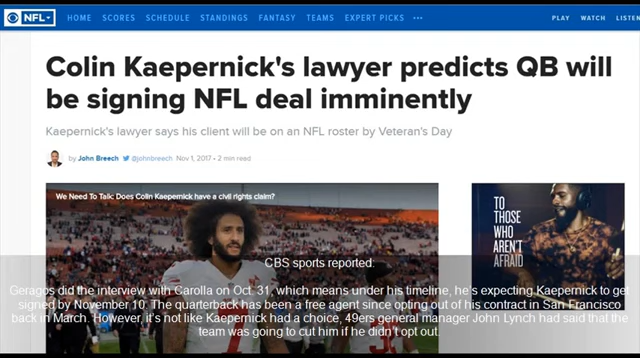 CBS NFL
HOME SCORES SCHEDULE STANDINGS FANTASY TEAMS EXPERT PICKS ••• PLAY WATCH LISTEN
Colin Kaepernick's lawyer predicts QB will
be signing NFL deal imminently
Kaepernick's lawyer says his client will be on an NFL roster by Veteran's Day
by John Breech @johnbreech Nov 1, 2017 • 2 min read
We Need To Talk: Does Colin Kaepernick have a civil rights claim?
TO
THOSE
WHO
AREN'T
AFRAID
CBS sports reported:
Geragos did the interview with Carolla on Oct. 31, which means under his timeline, he's expecting Kaepernick to get
signed by November 10. The quarterback has been a free agent since opting out of his contract in San Francisco
back in March. However, it's not like Kaepernick had a choice, 49ers general manager John Lynch had said that the
team was going to cut him if he didn't opt out.